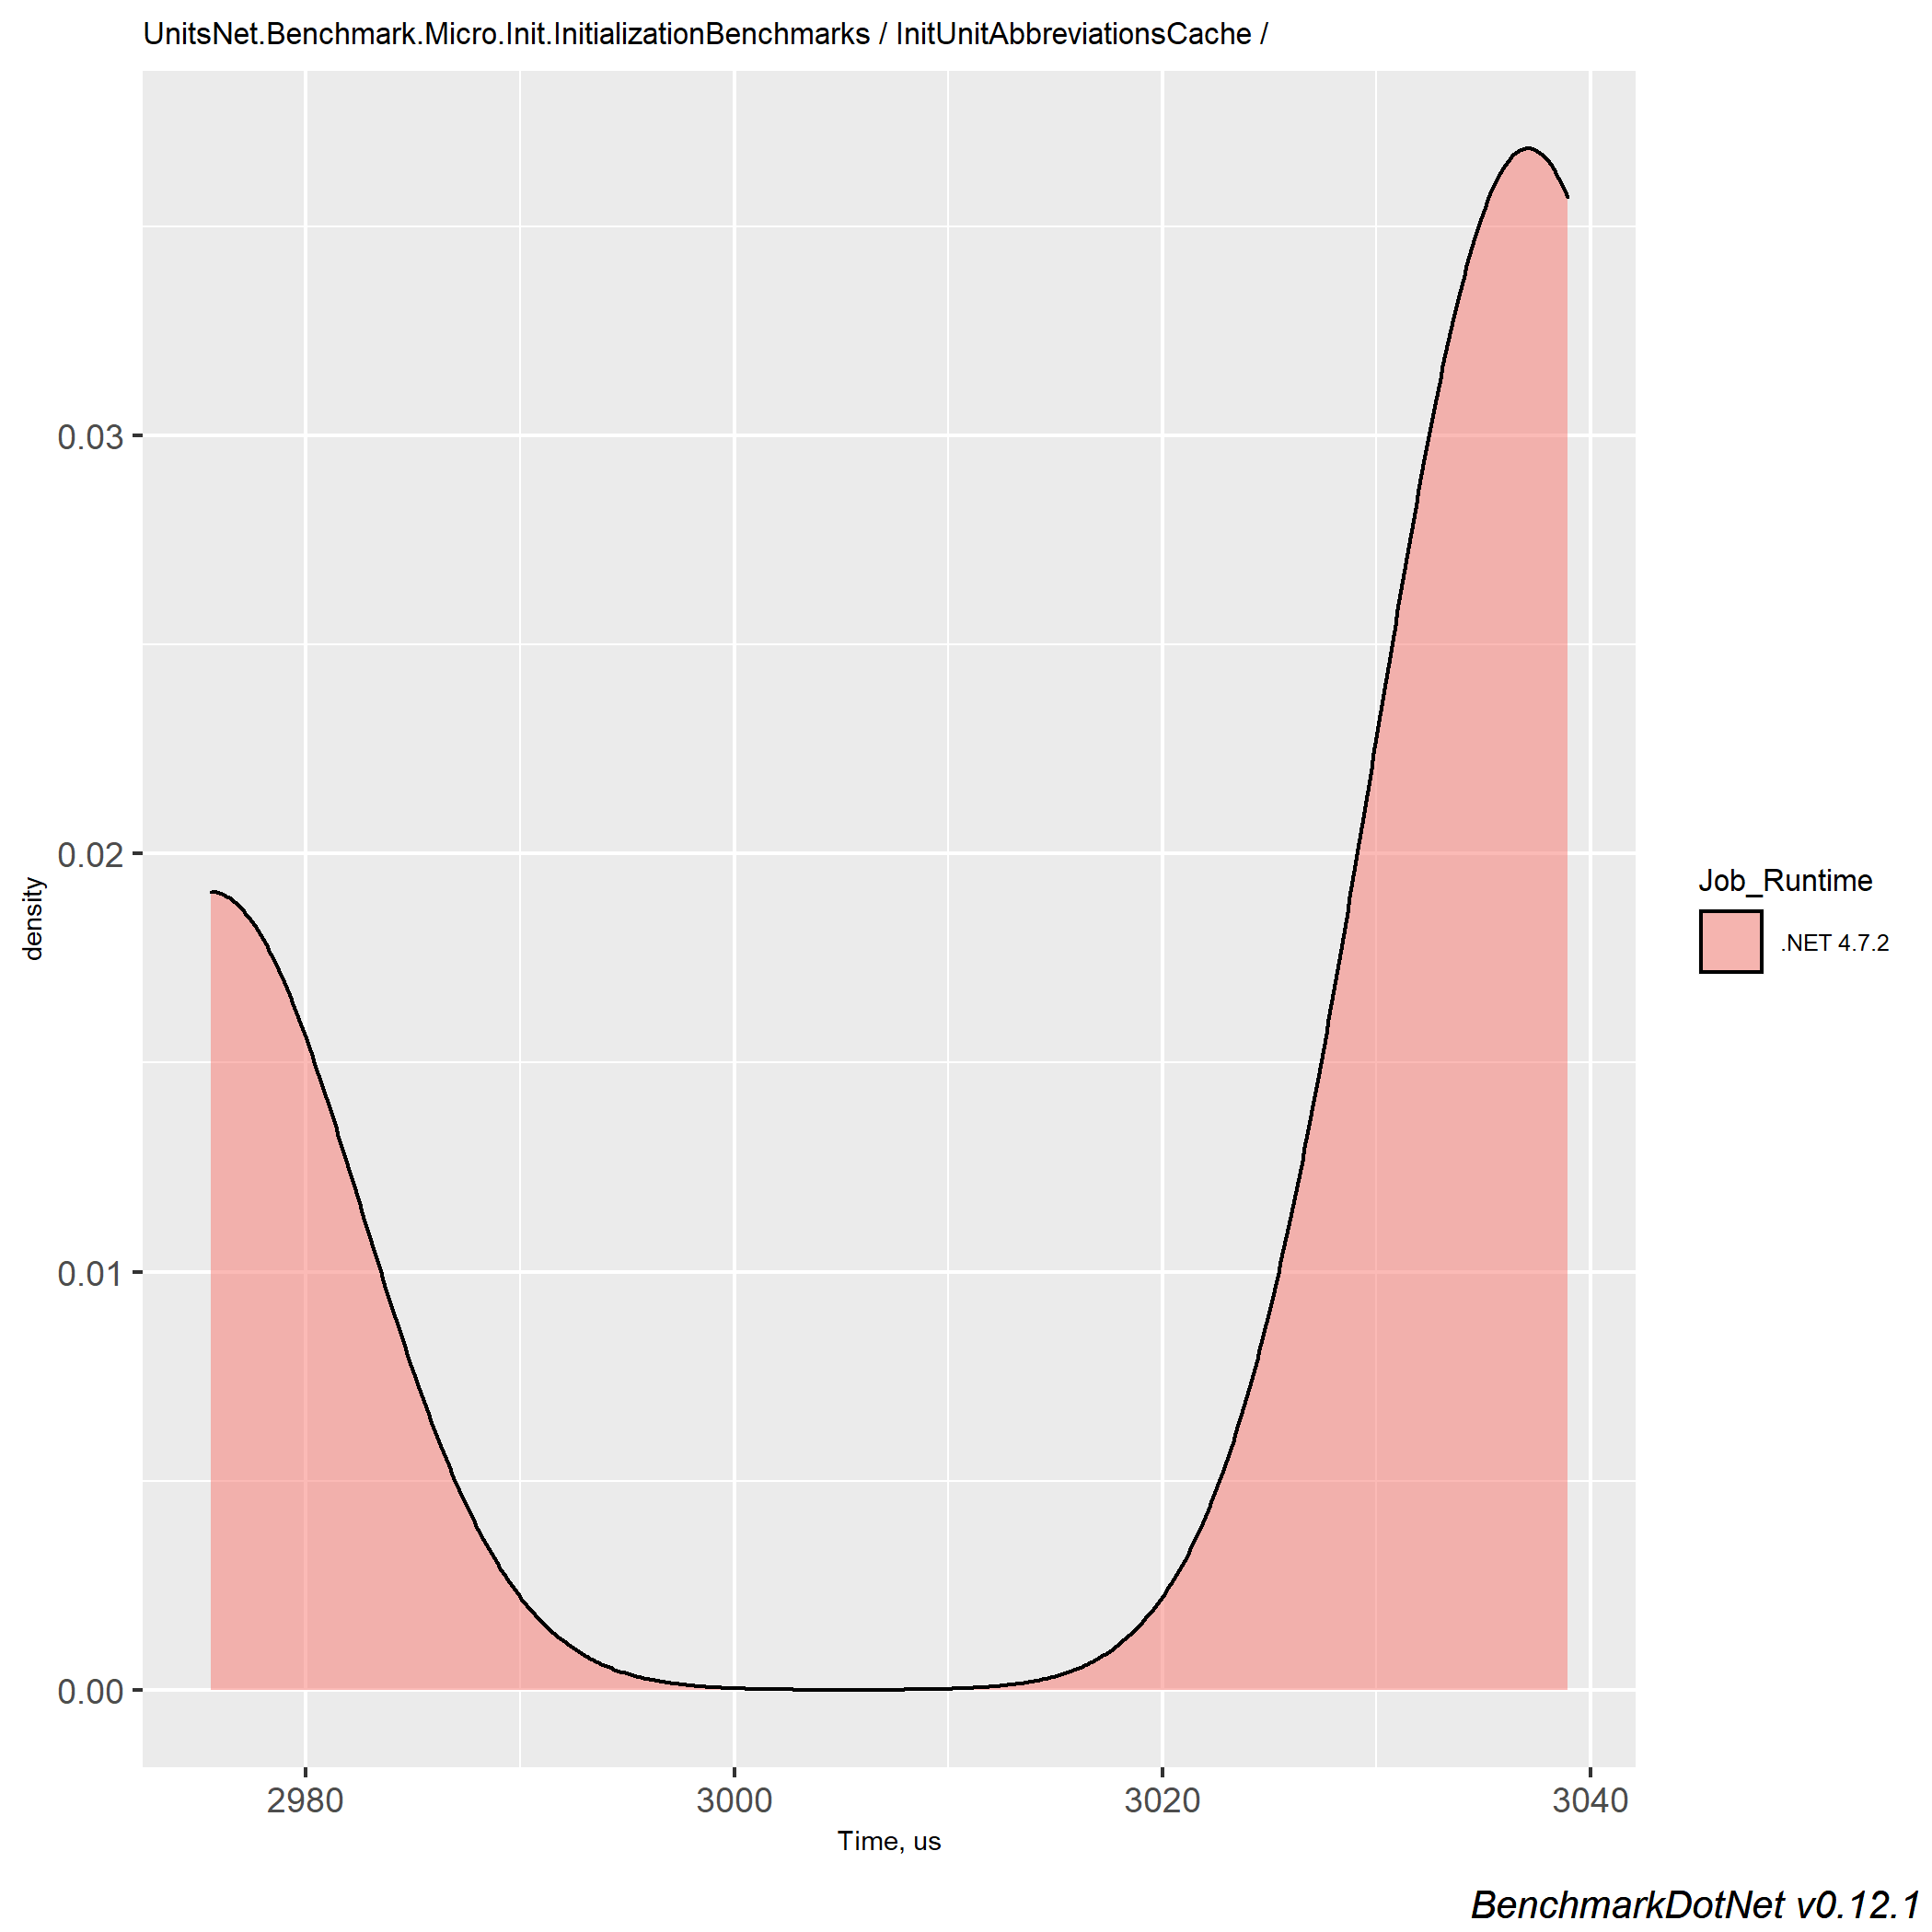 UnitsNet.Benchmark.Micro.Init.InitializationBenchmarks / InitUnitAbbreviationsCache /
0.03
0.02
0.01
0.00
density
2980 3000 3020 3040
Time, us
Job_Runtime
.NET 4.7.2
BenchmarkDotNet v0.12.1